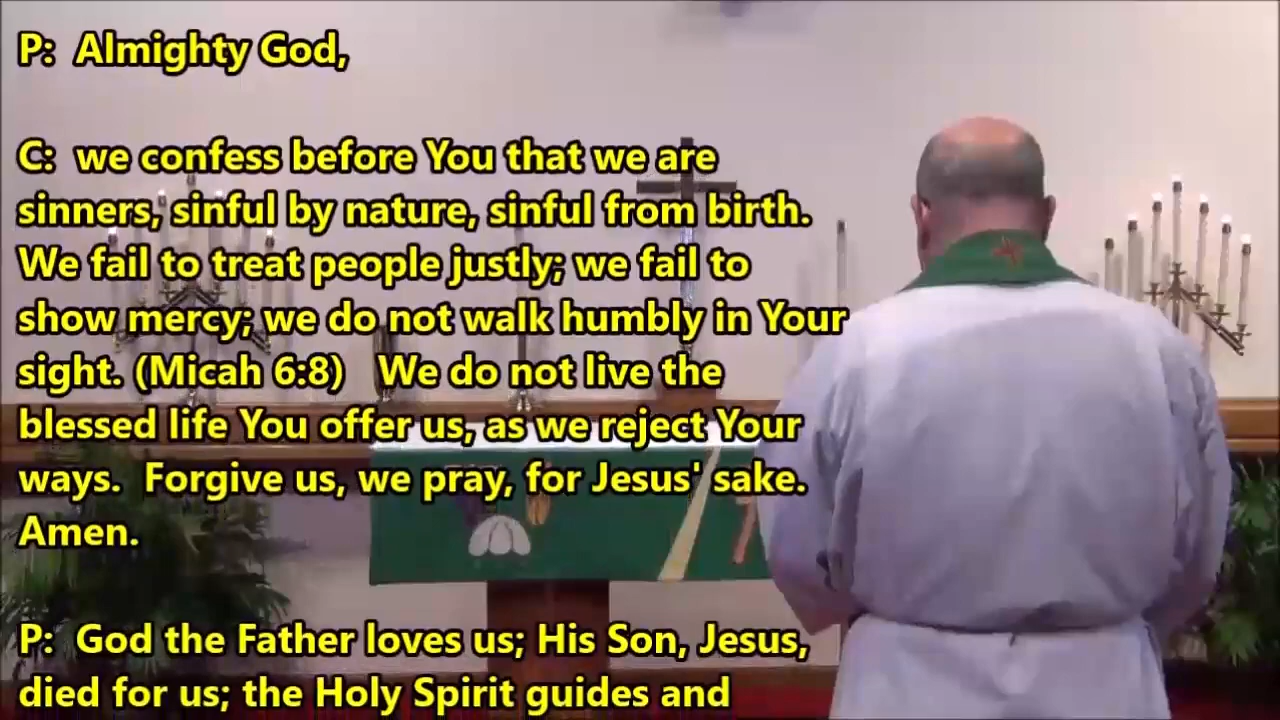 P:  Almighty God,
C:  we confess before You that we are
sinners, sinful by nature, sinful from birth.
We fail to treat people justly; we fail to
show mercy; we do not walk humbly in Your
sight. (Micah 6:8)   We do not live the
blessed life You offer us, as we reject Your
ways.  Forgive us, we pray, for Jesus' sake.
Amen.
P:  God the Father loves us; His Son, Jesus,
died for us; the Holy Spirit guides and